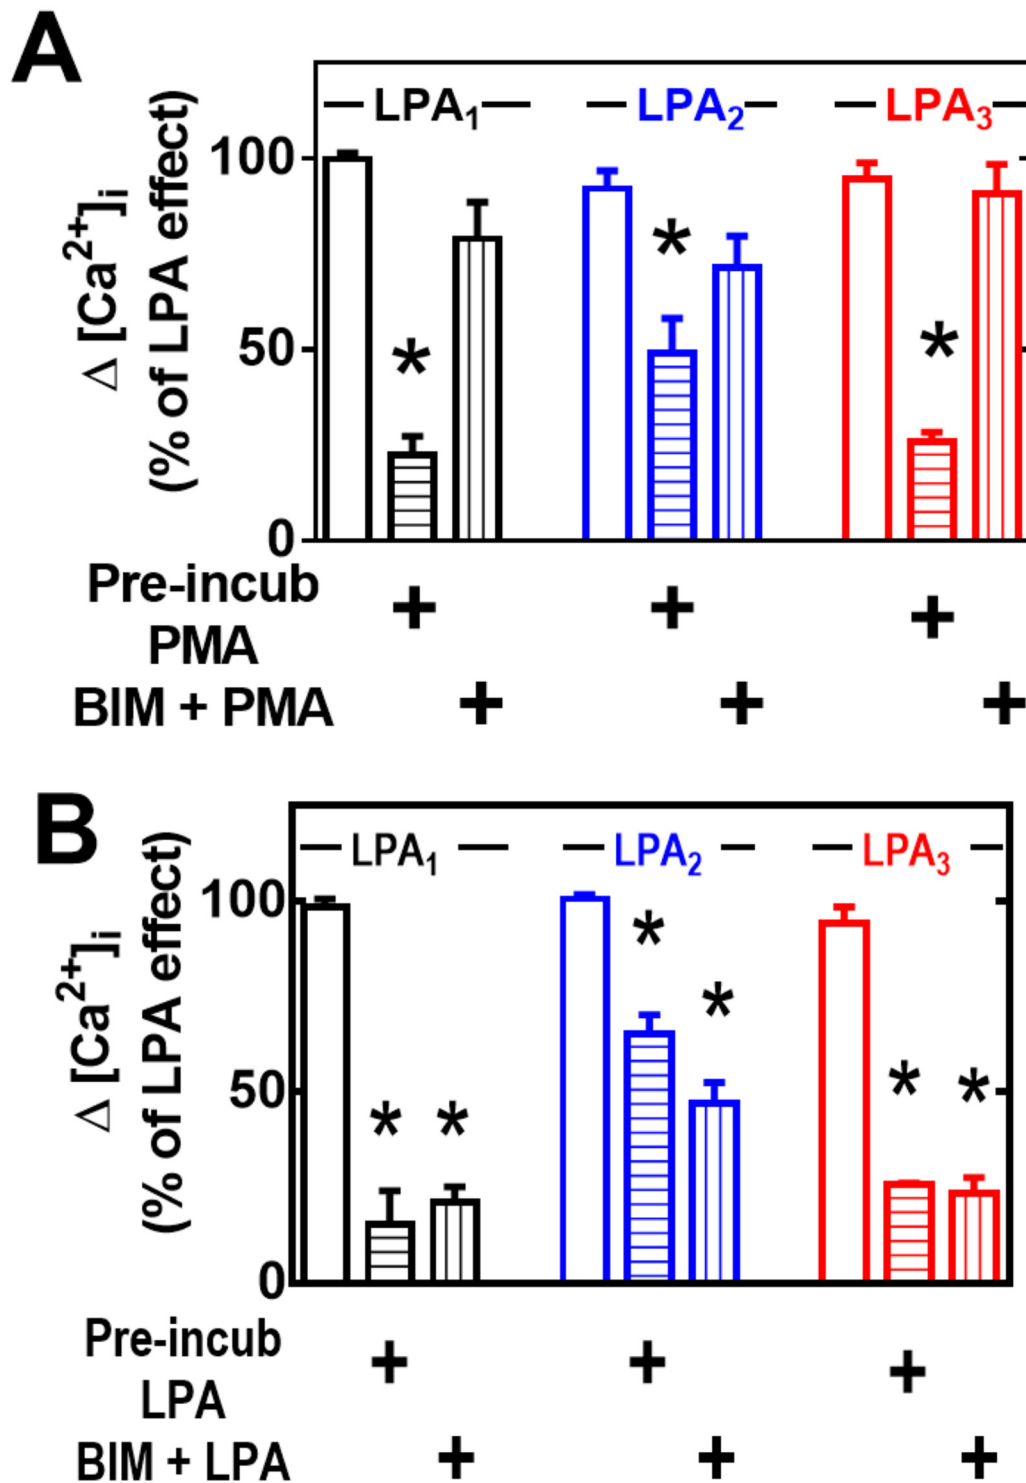 A
LPA₁ LPA₂ LPA₃
Δ [Ca²⁺]ᵢ
(% of LPA effect)
100
*
*
50
*
*
0
Pre-incub
PMA
+ + +
BIM + PMA
+ + +
B
LPA₁ LPA₂ LPA₃
Δ [Ca²⁺]ᵢ
(% of LPA effect)
100
*
*
50
* * * *
0
Pre-incub
LPA
+ + +
BIM + LPA
+ + +